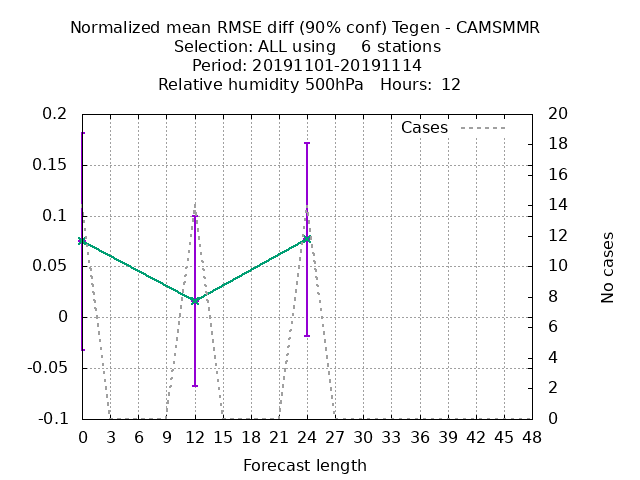 Normalized mean RMSE diff (90% conf) Tegen - CAMSMMR
Selection: ALL using 6 stations
Period: 20191101-20191114
Relative humidity 500hPa Hours: 12
Cases
0.2
0.15
0.1
0.05
0
-0.05
-0.1
20
18
16
14
12
10
8
6
4
2
0
No cases
0 3 6 9 12 15 18 21 24 27 30 33 36 39 42 45 48
Forecast length